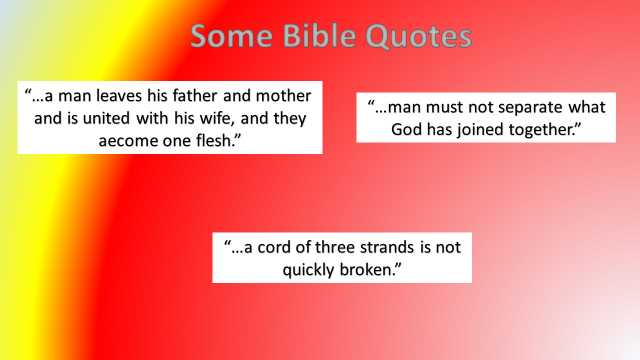 Some Bible Quotes
“…a man leaves his father and mother
and is united with his wife, and they
aecome one flesh.”
“…man must not separate what
God has joined together.”
“…a cord of three strands is not
quickly broken.”